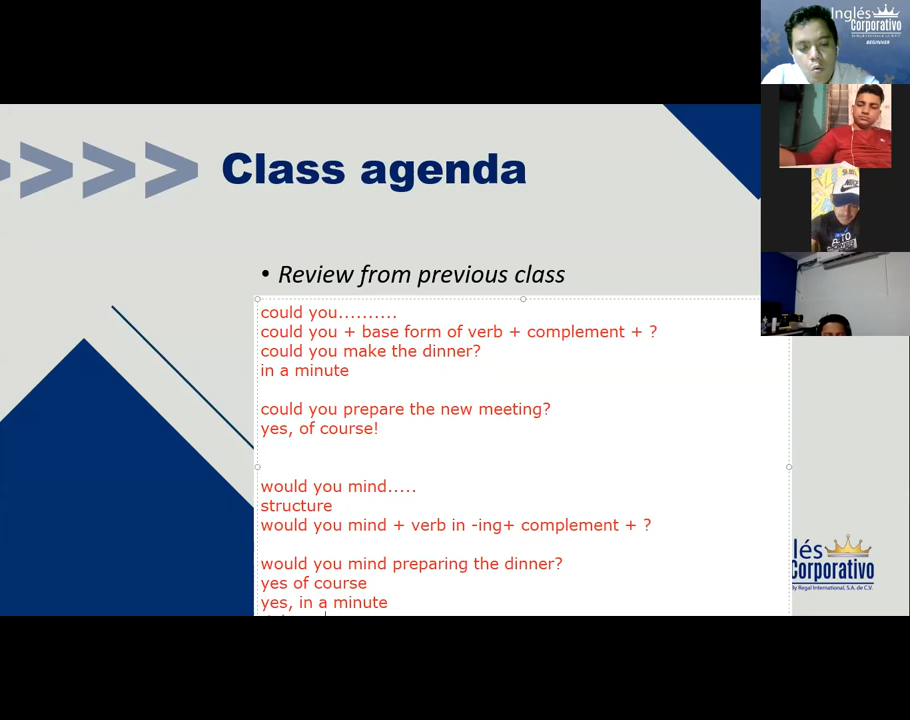 Inglés
Corporativo
BEGINNER
Class agenda
• Review from previous class
could you..........
could you + base form of verb + complement + ?
could you make the dinner?
in a minute
could you prepare the new meeting?
yes, of course!
would you mind.....
structure
would you mind + verb in -ing+ complement + ?
would you mind preparing the dinner?
yes of course
yes, in a minute
lés
Corporativo
By Regal International, S.A. de C.V.